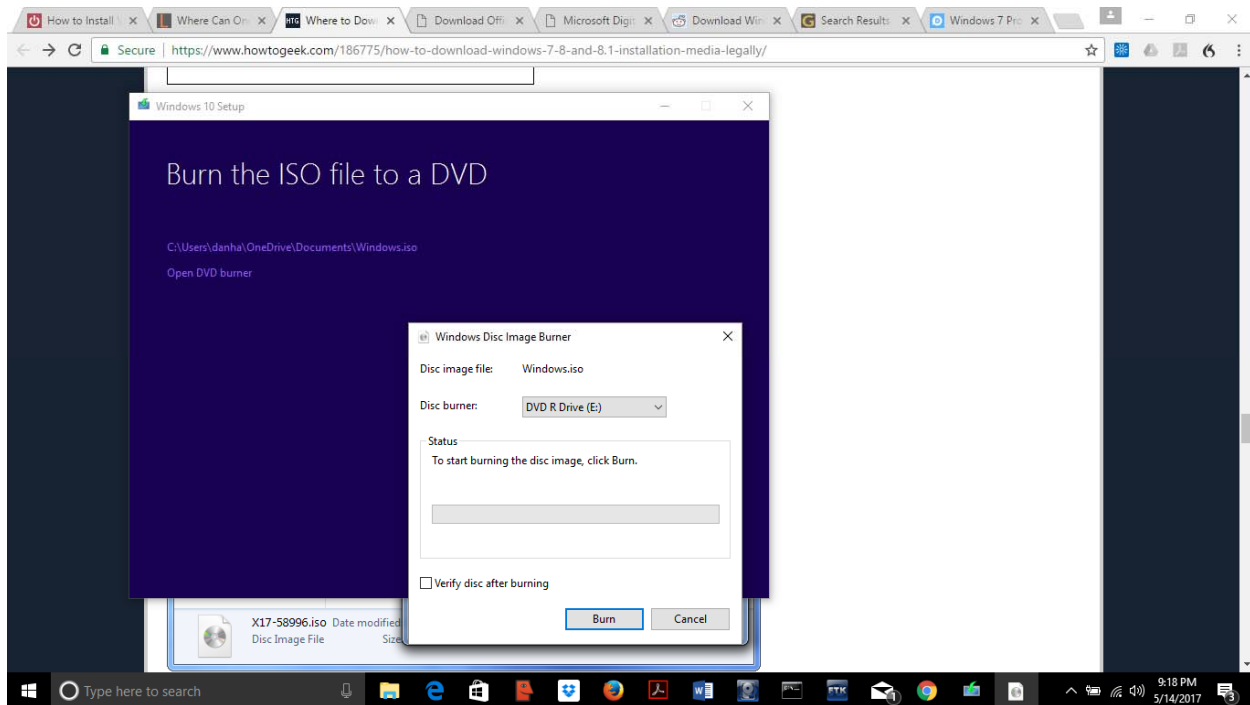 How to Install
Where Can On
HTG Where to Dow
Download Offi
Microsoft Digit
Download Win
Search Results
Windows 7 Pro
Secure | https://www.howtogeek.com/186775/how-to-download-windows-7-8-and-8.1-installation-media-legally/
Windows 10 Setup
Burn the ISO file to a DVD
C:\Users\danha\OneDrive\Documents\Windows.iso
Open DVD burner
Windows Disc Image Burner
Disc image file: Windows.iso
Disc burner: DVD R Drive (E:)
Status
To start burning the disc image, click Burn.
Verify disc after burning
Burn Cancel
X17-58996.iso Date modified
Disc Image File Size
Type here to search
9:18 PM
5/14/2017